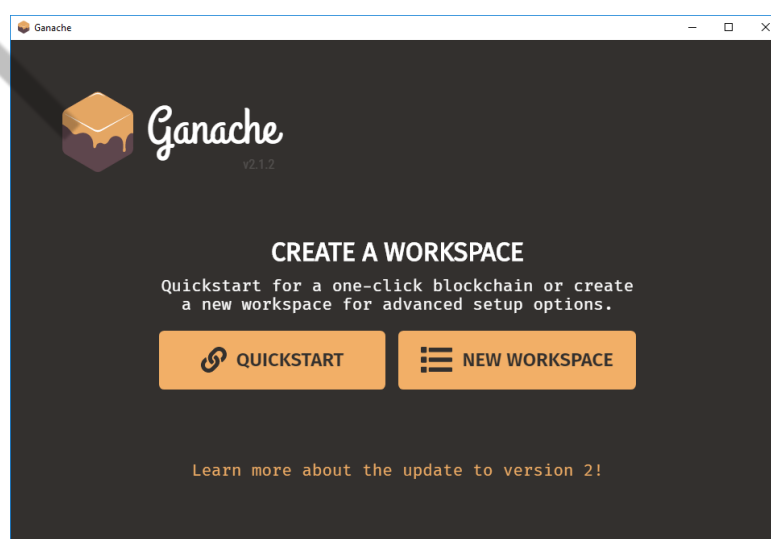 Ganache
Ganache
v2.1.2
CREATE A WORKSPACE
Quickstart for a one-click blockchain or create
a new workspace for advanced setup options.
QUICKSTART
NEW WORKSPACE
Learn more about the update to version 2!